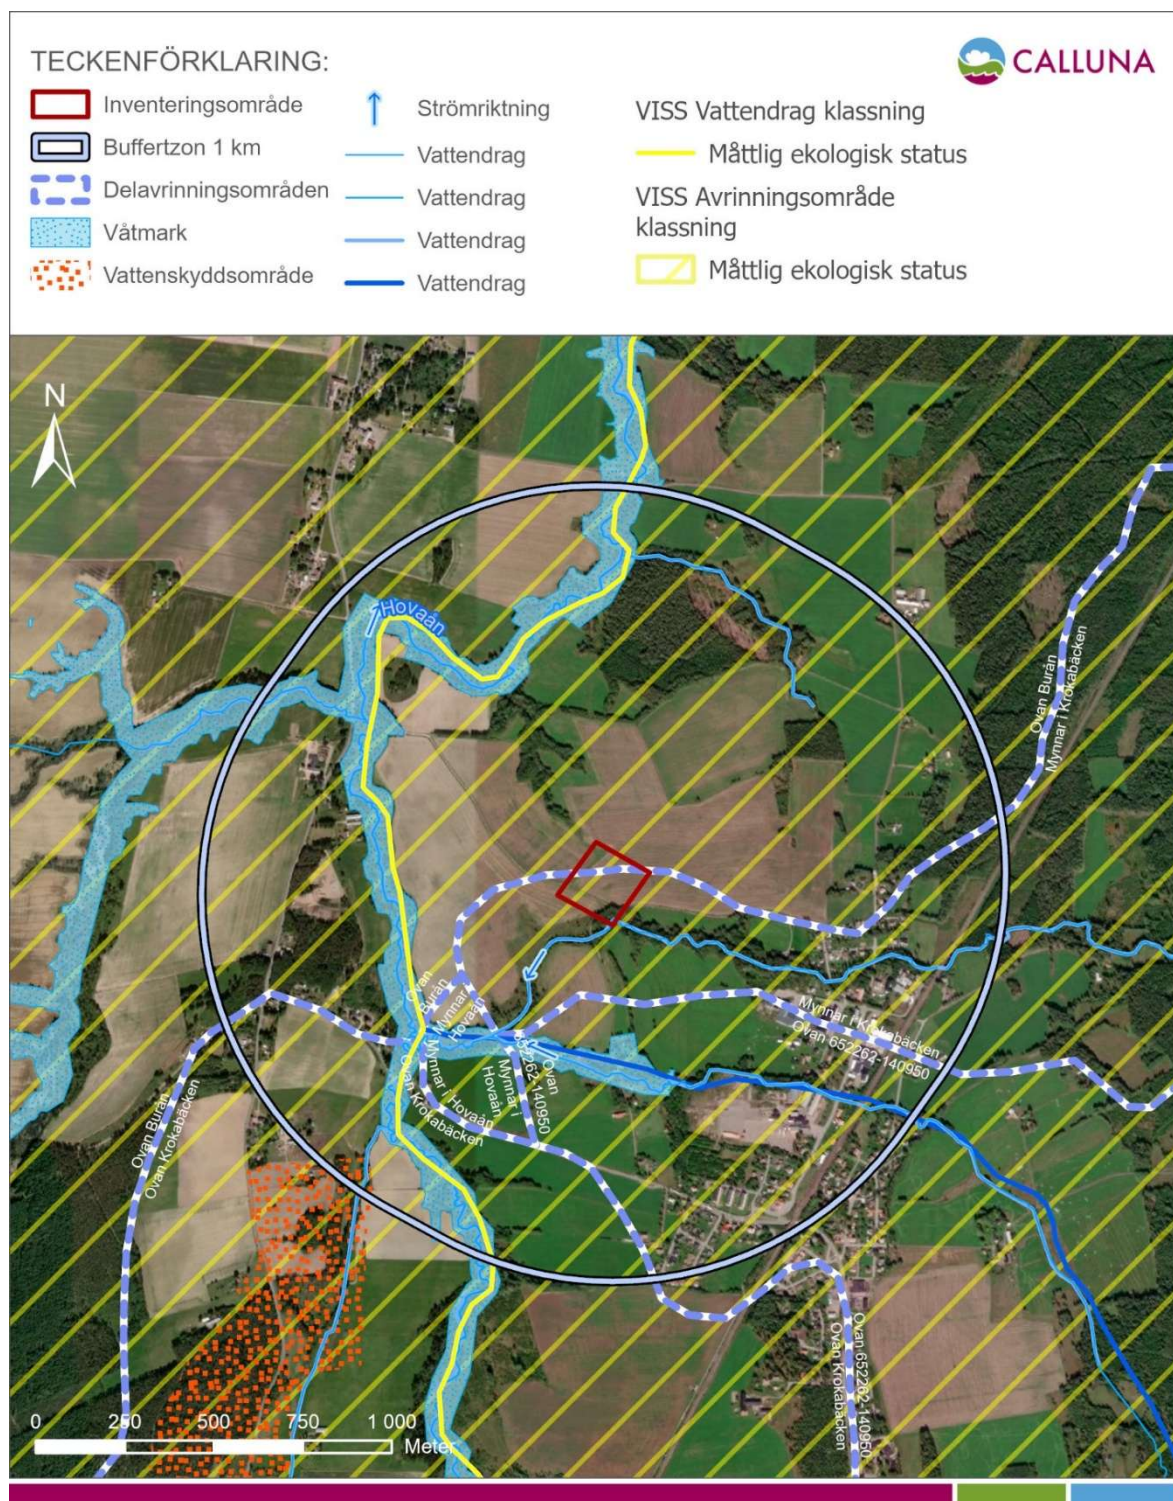 TECKENFÖRKLARING:
CALLUNA
Inventeringsområde
Buffertzon 1 km
Delavrinningsområden
Våtmark
Vattenskyddsområde
Strömriktning
Vattendrag
Vattendrag
Vattendrag
Vattendrag
VISS Vattendrag klassning
Måttlig ekologisk status
VISS Avrinningsområde
klassning
Måttlig ekologisk status
N
Hovaån
Ovan Burån
Mynnar i Krokabäcken
Ovan
Burån
Mynnar i
Hovaån
Mynnar i Krokabäcken
Ovan 652262-140950
Ovan
652262-140950
Mynnar i
Hovaån
Mynnar i Hovaån
Ovan Krokabäcken
Ovan Burån
Ovan Krokabäcken
Ovan 652262-140950
Ovan Krokabäcken
0 250 500 750 1 000
Meter